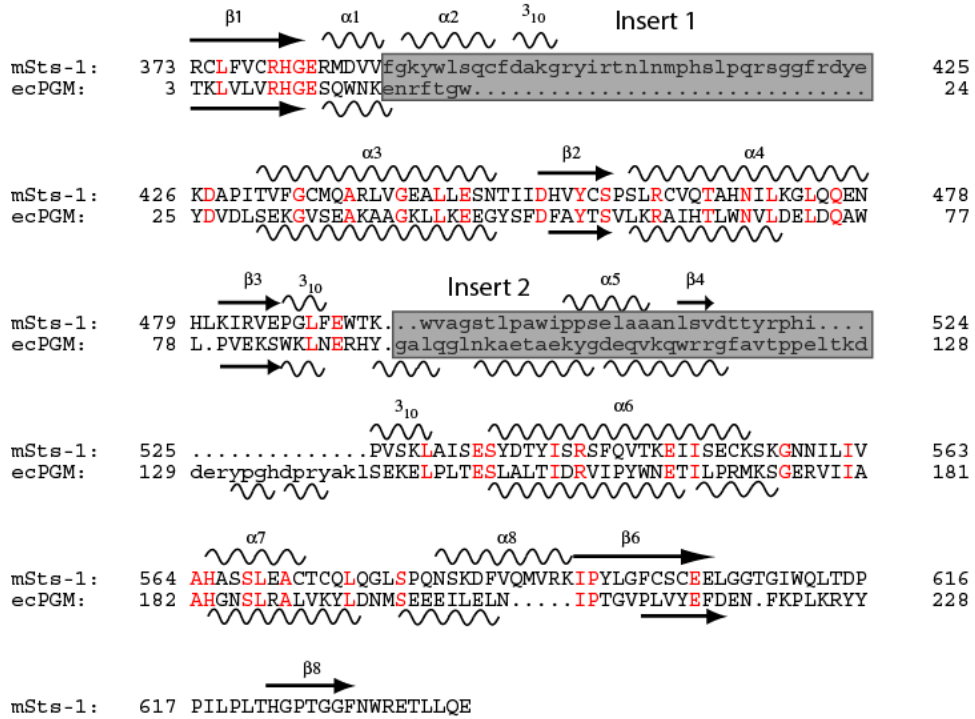 β1 α1 α2 3₁₀ Insert 1
mSts-1: 373 RCLFVCRHGERMDVVfgkywlsqcfdakgryirtnlnmphslpqrsggfrdye 425
ecPGM: 3 TKLVLVRHGESQWNKenrftgw............................... 24
α3 β2 α4
mSts-1: 426 KDAPITVFGCMQARLVGEALLESNTIIDHVYCSPSLRCVQTAHNILKGLQQEN 478
ecPGM: 25 YDVDLSEKGVSEAKAAGKLLKEEGYSFDFAYTSVLKRAIHTLWNVLDELDQAW 77
β3 3₁₀ Insert 2 α5 β4
mSts-1: 479 HLKIRVEPGLFEWTK...wvagstlpawippselaaanlsvdttyrphi.... 524
ecPGM: 78 L.PVEKSWKLNERHY.galqglnkaetaekygdeqvkqwrrgfavtppeltkd 128
3₁₀ α6
mSts-1: 525 ..............PVSKLAISESYDTYISRSFQVTKEIISECKSKGNNILIV 563
ecPGM: 129 derypghdpryaklSEKELPLTESLALTIDRVIPYWNETILPRMKSGERVIIA 181
α7 α8 β6
mSts-1: 564 AHASSLEACTCQLQGLSPQNSKDFVQMVRKIPYLGFCSCEELGGTGIWQLTDP 616
ecPGM: 182 AHGNSLRALVKYLDNMSEEEILELN.....IPTGVPLVYEFDEN.FKPLKRYY 228
β8
mSts-1: 617 PILPLTHGPTGGFNWRETLLQE